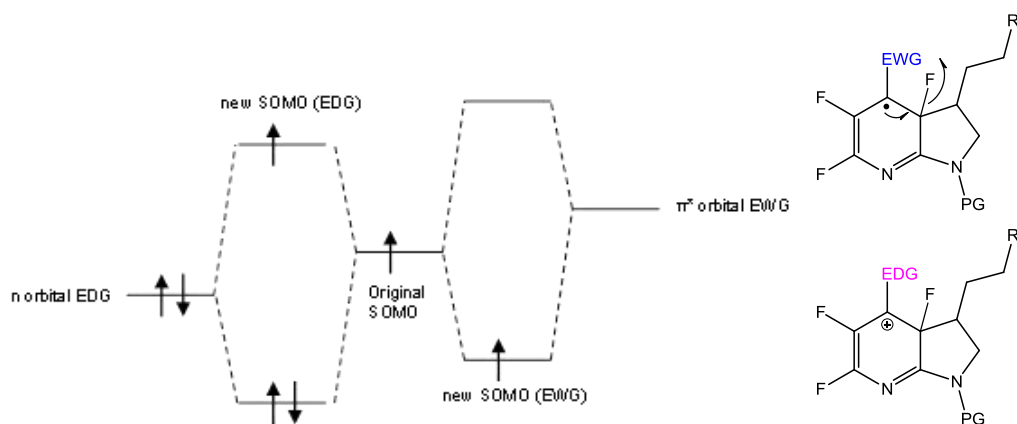 new SOMO (EDG)
n orbital EDG
Original
SOMO
π* orbital EWG
new SOMO (EWG)
R
EWG
F
F
F
N
N
PG
R
EDG
F
F
F
N
N
PG